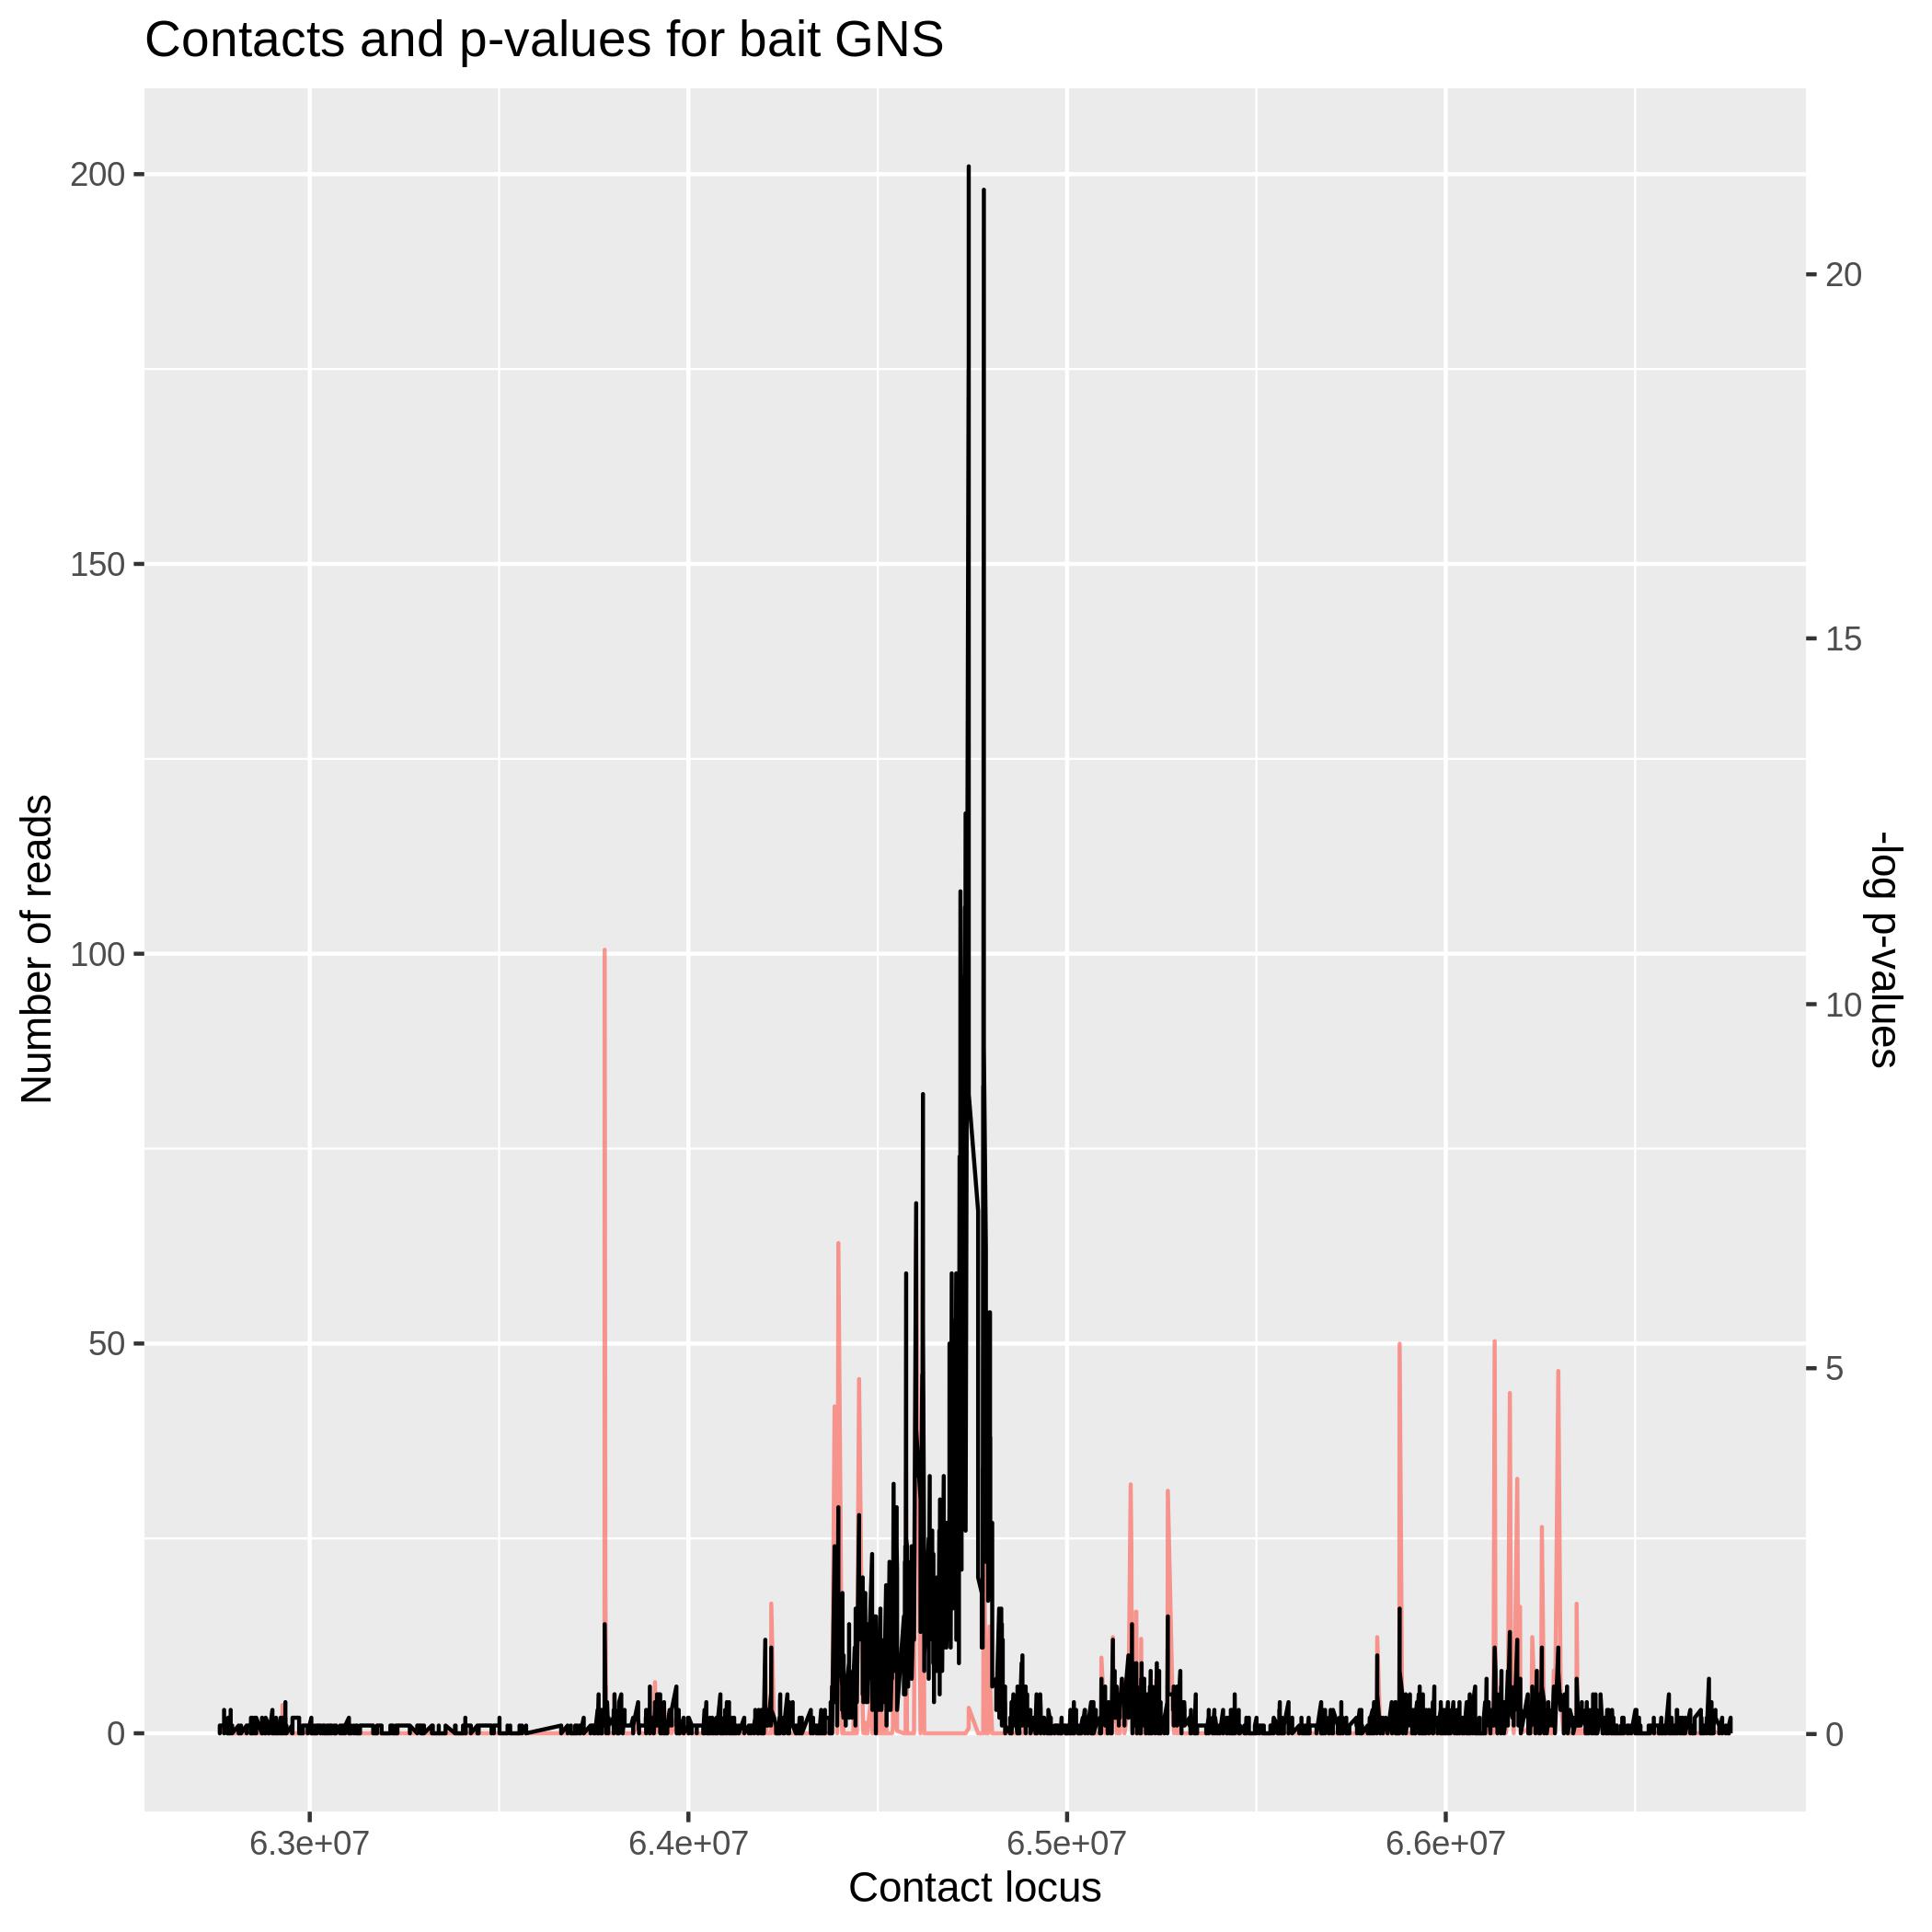 Contacts and p-values for bait GNS
200
150
100
50
0
Number of reads
20
15
10
5
0
-log p-values
6.3e+07
6.4e+07
6.5e+07
6.6e+07
Contact locus